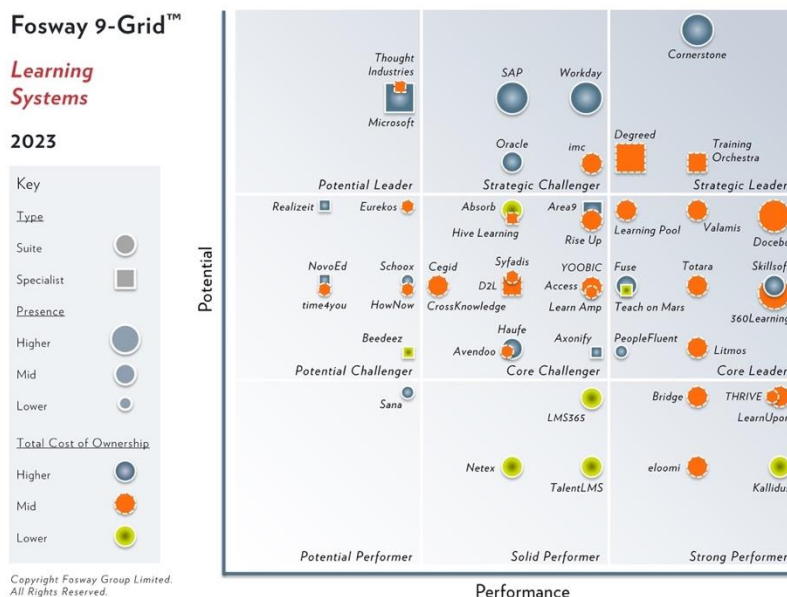 Fosway 9-Grid™
Learning
Systems
2023
Key
Type
Suite
Specialist
Presence
Higher
Mid
Lower
Total Cost of Ownership
Higher
Mid
Lower
Copyright Fosway Group Limited.
All Rights Reserved.
Potential
Thought
Industries
Microsoft
Potential Leader
SAP
Workday
Oracle
imc
Strategic Challenger
Cornerstone
Degreed
Training
Orchestra
Strategic Leader
Realizeit
Eurekos
NovoEd
Schoox
time4you
HowNow
Beedeez
Potential Challenger
Absorb
Area9
Hive Learning
Rise Up
Cegid
Syfadis
YOOBIC
D2L
Access
CrossKnowledge
Learn Amp
Haufe
Axonify
Avendoo
Core Challenger
Learning Pool
Valamis
Docebo
Fuse
Totara
Skillsof
Teach on Mars
360Learning
PeopleFluent
Litmos
Core Leader
Sana
Potential Performer
LMS365
Netex
TalentLMS
Solid Performer
Bridge
THRIVE
LearnUpon
eloomi
Kallidus
Strong Performer
Performance